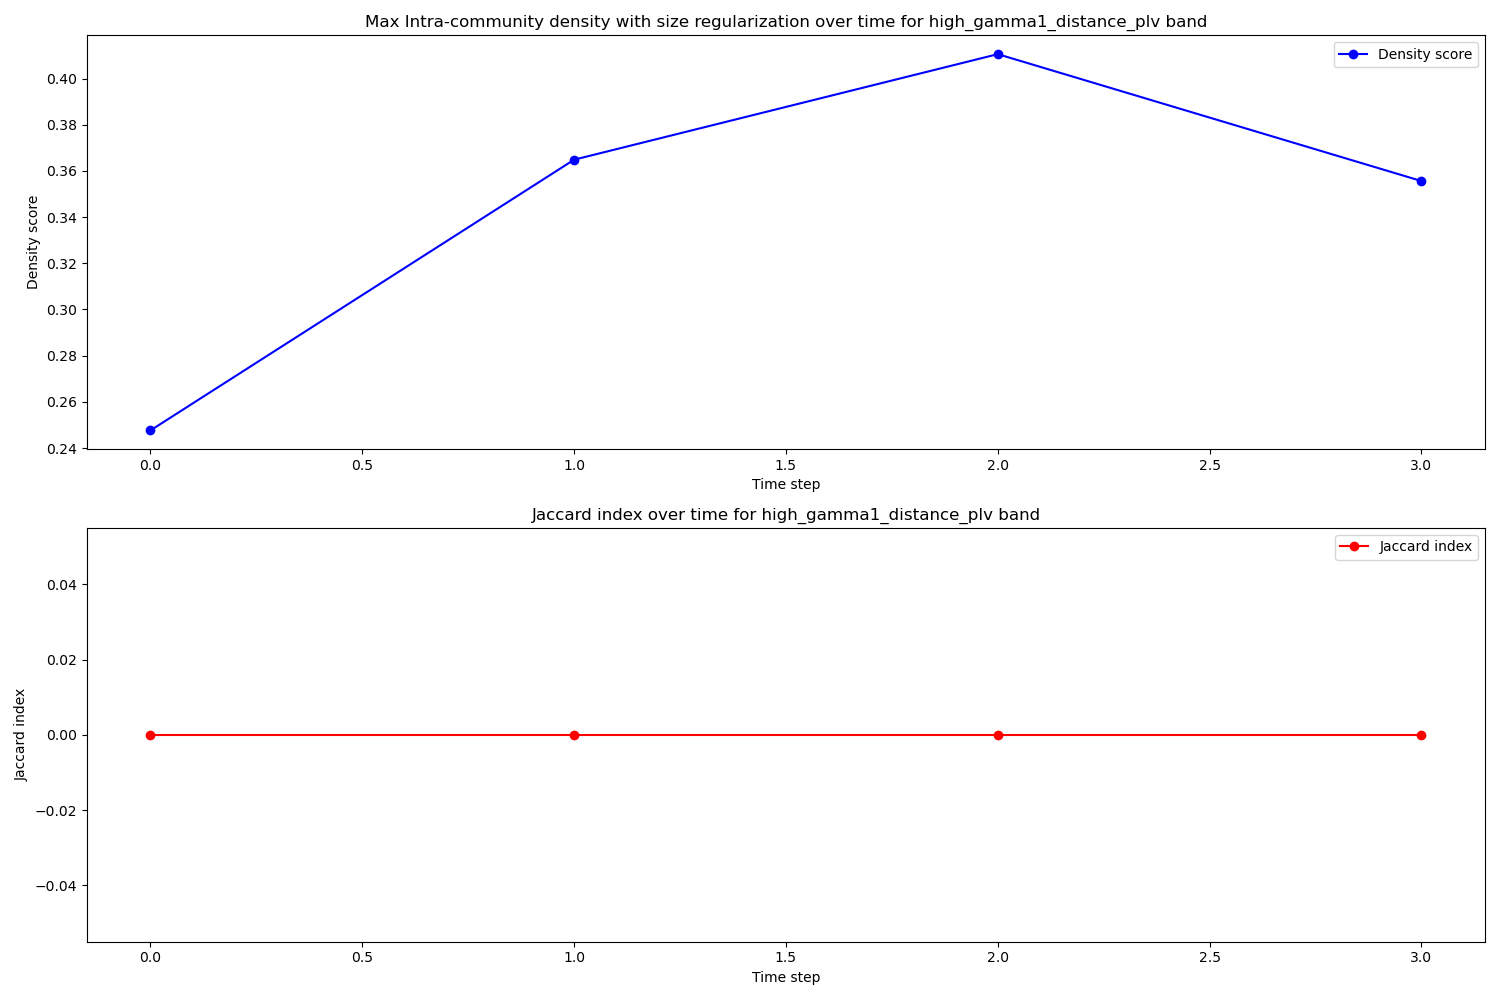 Max Intra-community density with size regularization over time for high_gamma1_distance_plv band
Density score
0.40
0.38
0.36
0.34
0.32
0.30
0.28
0.26
0.24
Density score
0.0 0.5 1.0 1.5 2.0 2.5 3.0
Time step
Jaccard index over time for high_gamma1_distance_plv band
Jaccard index
0.04
0.02
0.00
−0.02
−0.04
Jaccard index
0.0 0.5 1.0 1.5 2.0 2.5 3.0
Time step